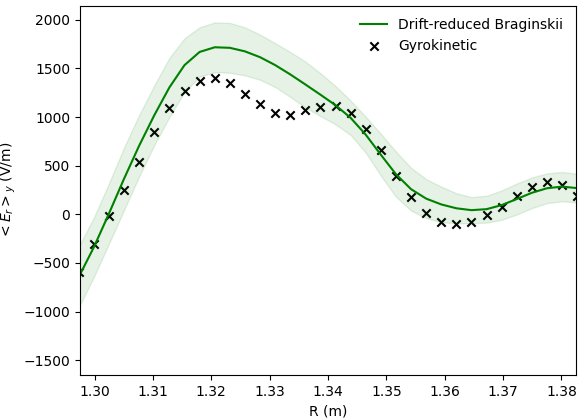 2000
1500
1000
500
0
−500
−1000
−1500
< E_r >_y (V/m)
Drift-reduced Braginskii
Gyrokinetic
1.30 1.31 1.32 1.33 1.34 1.35 1.36 1.37 1.38
R (m)